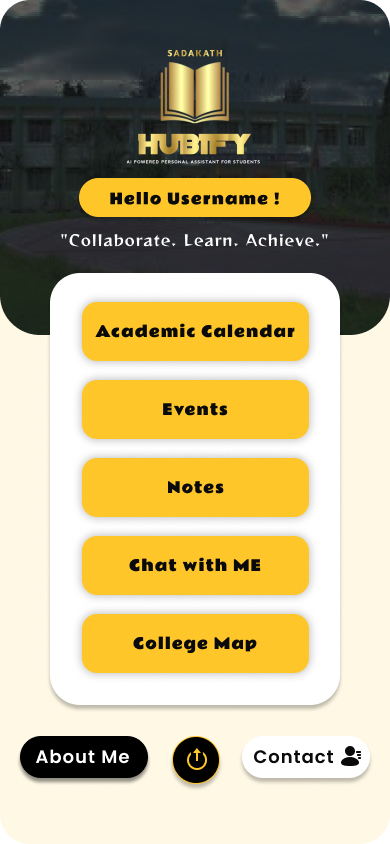 SADAKATH
HUBIFY
AI POWERED PERSONAL ASSISTANT FOR STUDENTS
Hello Username !
"Collaborate. Learn. Achieve."
Academic Calendar
Events
Notes
Chat with ME
College Map
About Me
Contact